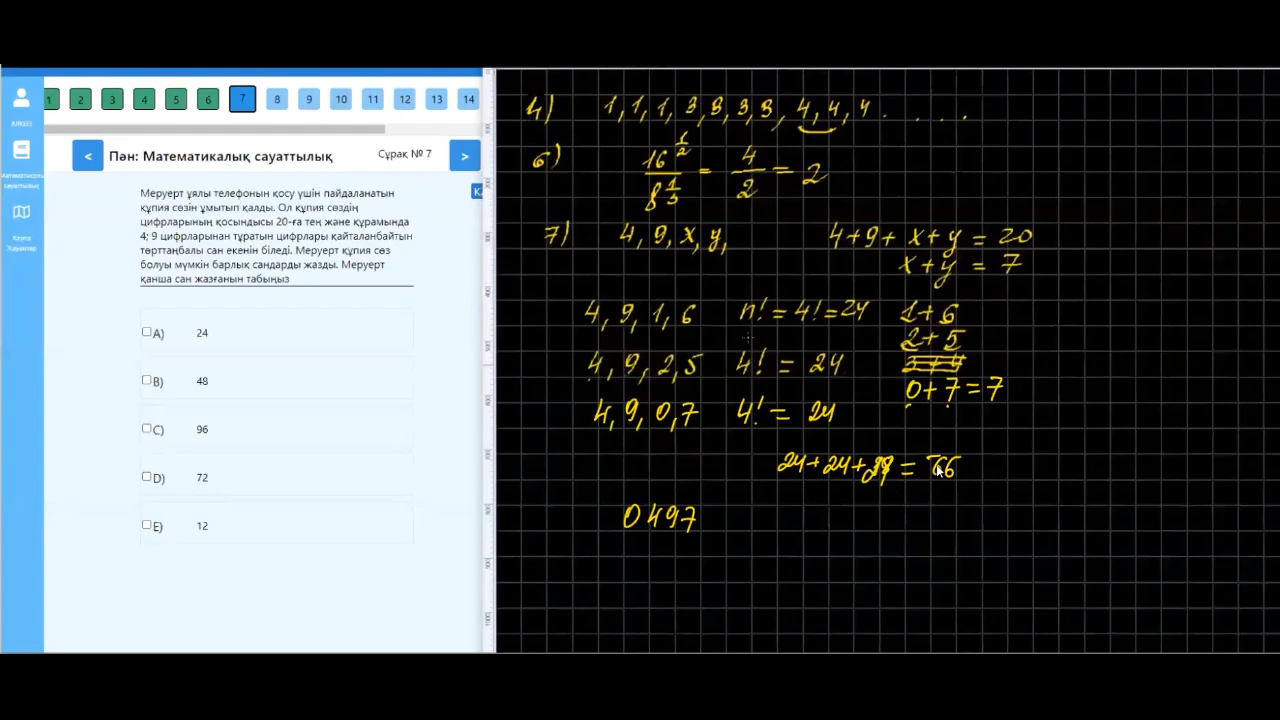 1 2 3 4 5 6 7 8 9 10 11 12 13 14
< Пән: Математикалық сауаттылық Сұрақ № 7 >
Меруерт ұялы телефонын қосу үшін пайдаланатын
құпия сөзін ұмытып қалды. Ол құпия сөздің
цифрларының қосындысы 20-ға тең және құрамында
4; 9 цифрларынан тұратын цифрлары қайталанбайтын
төрттаңбалы сан екенін біледі. Меруерт құпия сөз
болуы мүмкін барлық сандарды жазды. Меруерт
қанша сан жазғанын табыңыз
A) 24
B) 48
C) 96
D) 72
E) 12
4) 1, 1, 1, 3, 3, 3, 3, 4, 4, 4 . . . . .
6) 16^(1/2) / 8^(1/3) = 4/2 = 2
7) 4, 9, x, y, 4+9+x+y = 20
x+y = 7
4, 9, 1, 6 n! = 4! = 24 1+6
2+5
4, 9, 2, 5 4! = 24 3+4
0+7=7
4, 9, 0, 7 4! = 24
24+24+ = 66
0497